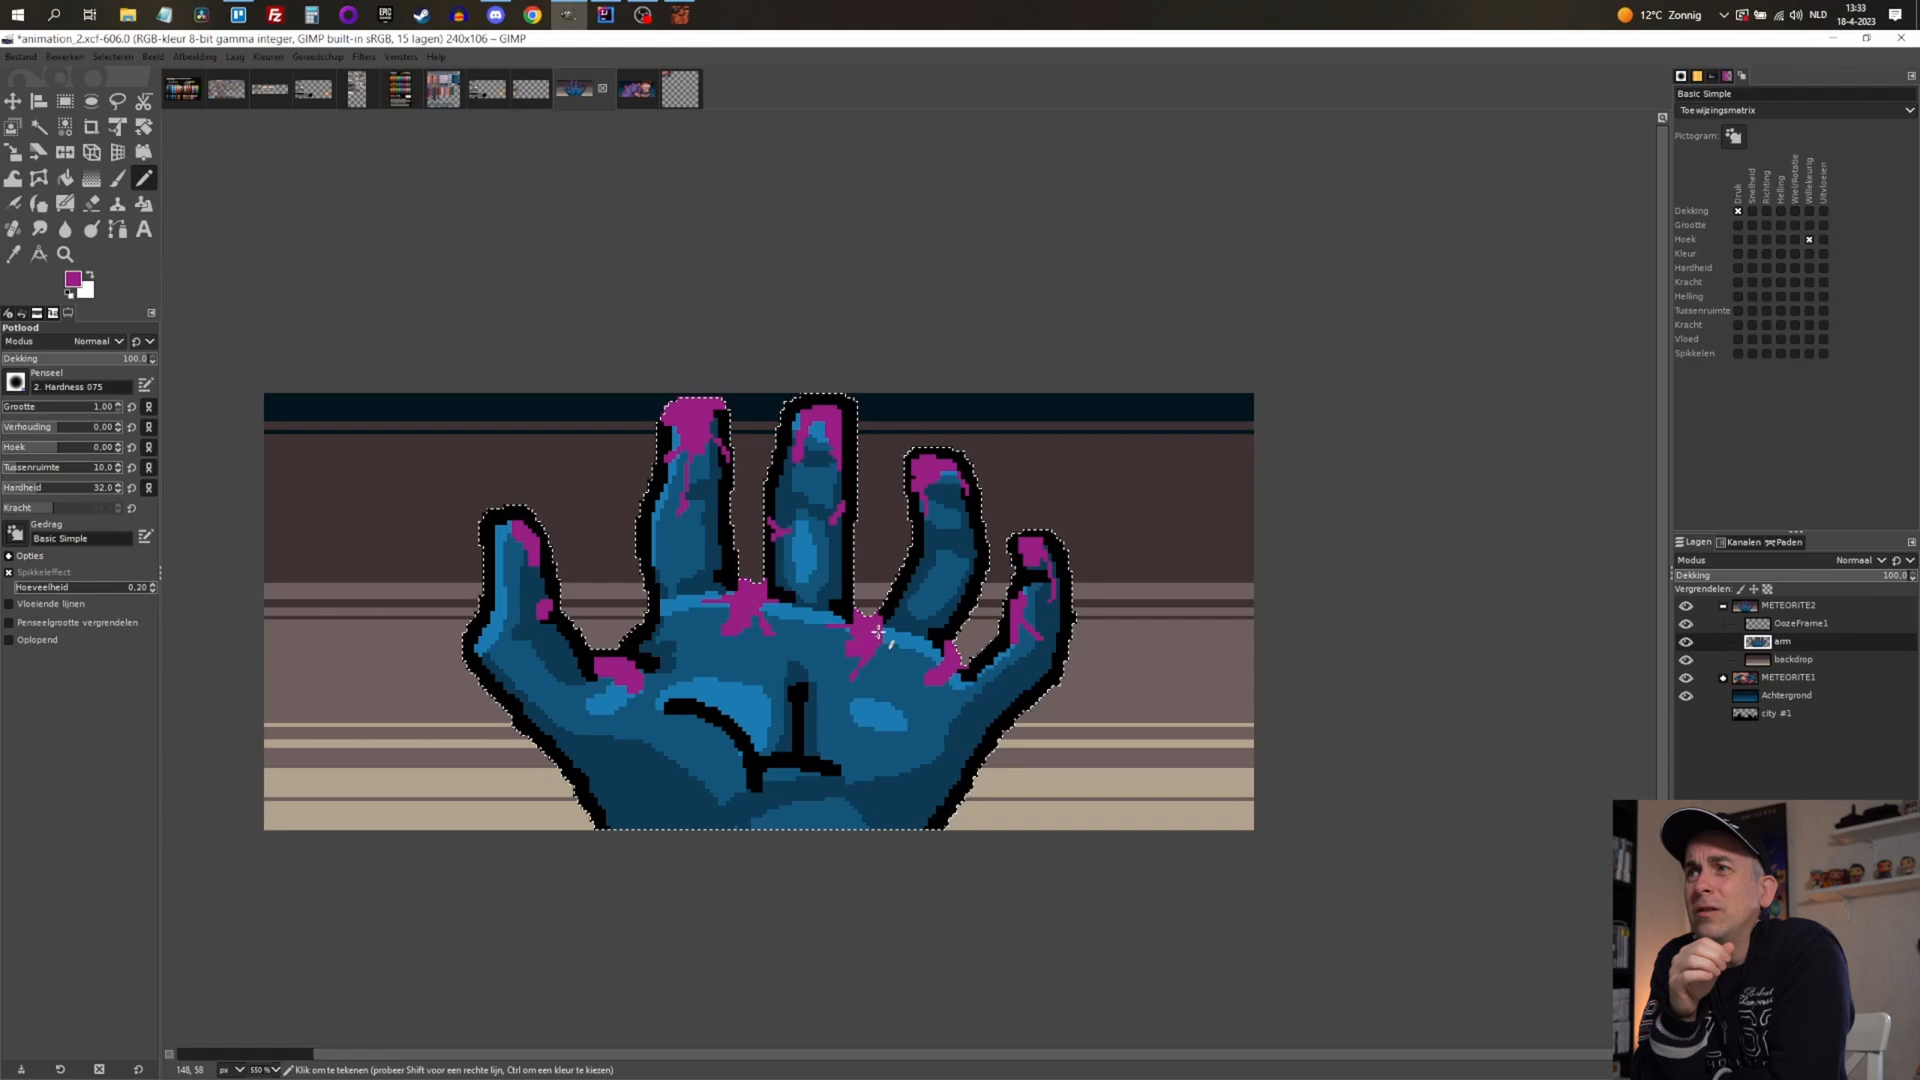 12°C Zonnig
NLD
13:33
18-4-2023
*animation_2.xcf-606.0 (RGB-kleur 8-bit gamma integer, GIMP built-in sRGB, 15 lagen) 240x106 – GIMP
Bestand Bewerken Selecteren Beeld Afbeelding Laag Kleuren Gereedschap Filters Vensters Help
Potlood
Modus Normaal
Dekking 100,0
Penseel
2. Hardness 075
Grootte 1,00
Verhouding 0,00
Hoek 0,00
Tussenruimte 10,0
Hardheid 32,0
Kracht
Gedrag
Basic Simple
Opties
Spikkeleffect
Hoeveelheid 0,20
Vloeiende lijnen
Penseelgrootte vergrendelen
Oplopend
148, 58 px 550 % Klik om te tekenen (probeer Shift voor een rechte lijn, Ctrl om een kleur te kiezen)
Basic Simple
Toewijzingsmatrix
Pictogram:
Druk
Snelheid
Richting
Helling
Wiel/Rotatie
Willekeurig
Uitvloeien
Dekking
Grootte
Hoek
Kleur
Hardheid
Kracht
Helling
Tussenruimte
Kracht
Vloed
Spikkelen
Lagen Kanalen Paden
Modus Normaal
Dekking 100,0
Vergrendelen:
METEORITE2
OozeFrame1
arm
backdrop
METEORITE1
Achtergrond
city #1